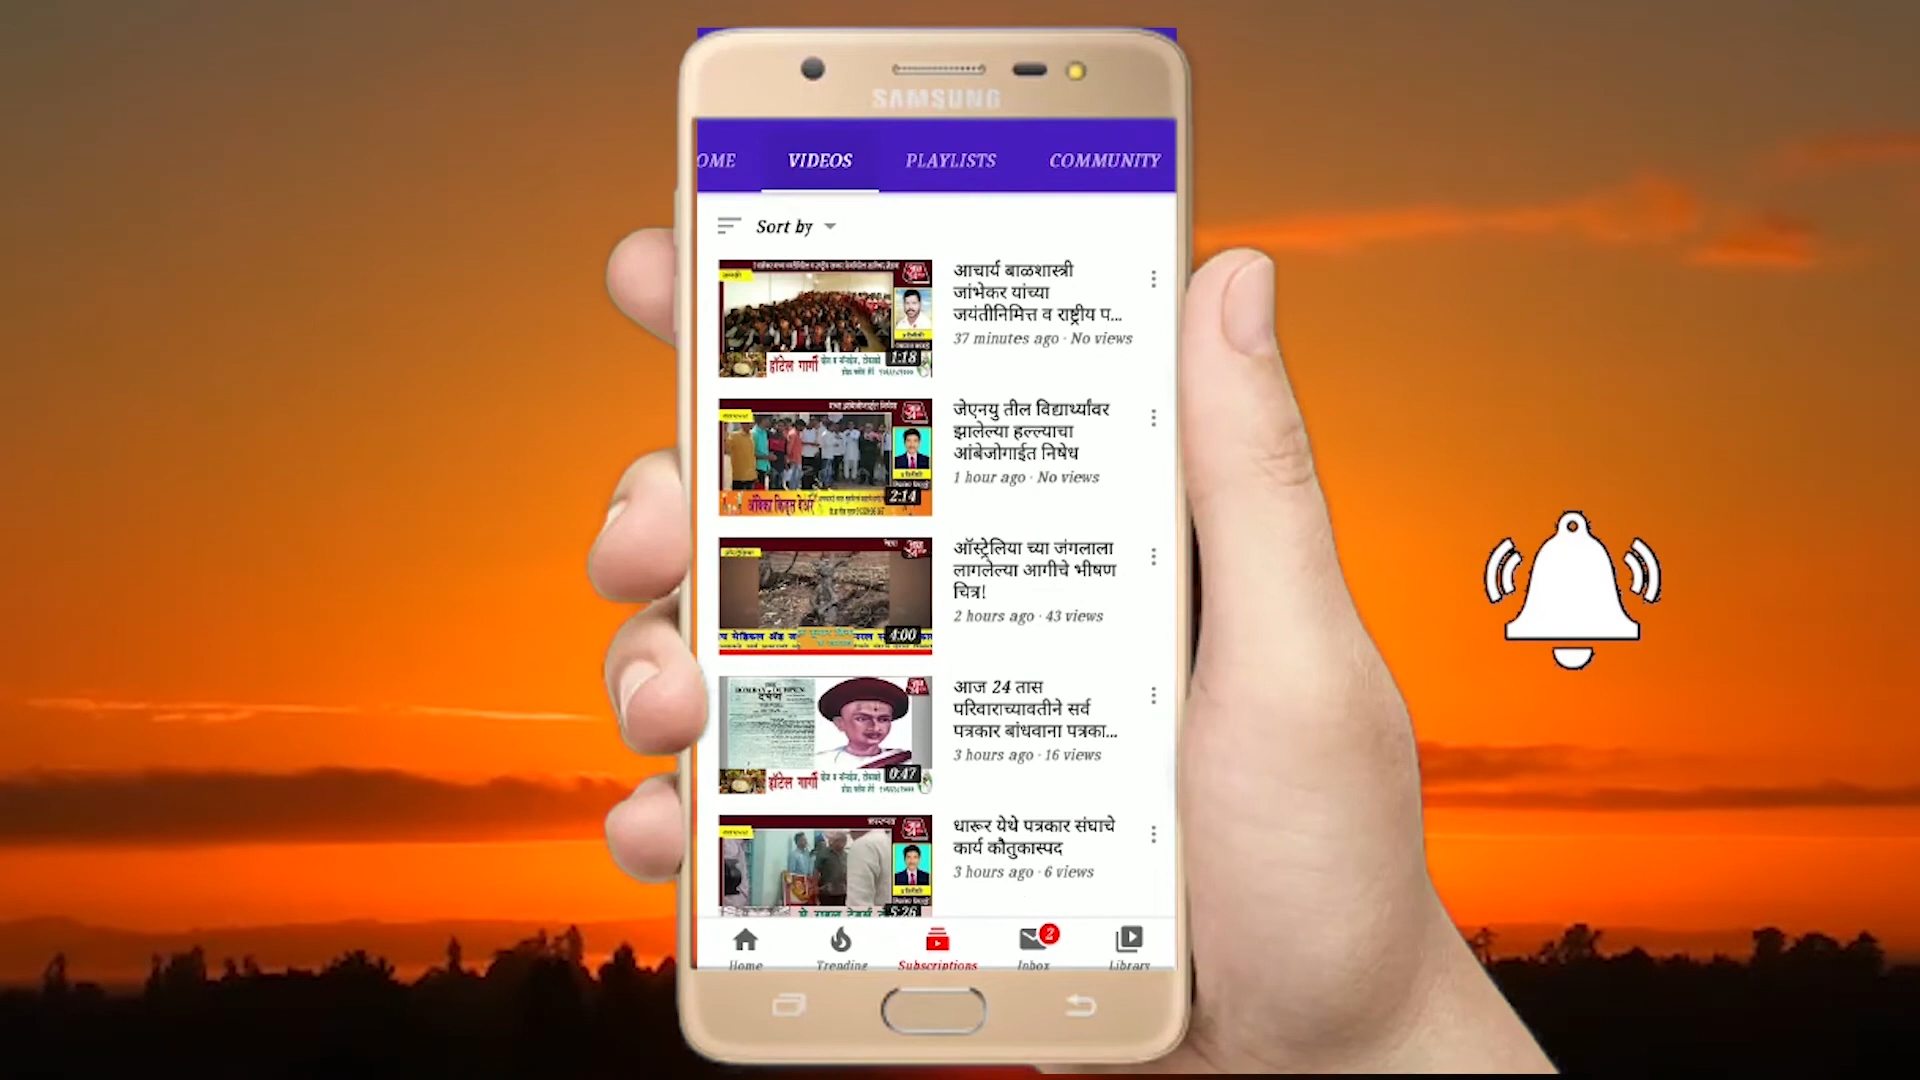 SAMSUNG
OME VIDEOS PLAYLISTS COMMUNITY
Sort by
आचार्य बाळशास्त्री
जांभेकर यांच्या
जयंतीनिमित्त व राष्ट्रीय प...
37 minutes ago · No views
हॉटेल गार्गी
1:18
जेएनयु तील विद्यार्थ्यांवर
झालेल्या हल्ल्याचा
आंबेजोगाईत निषेध
1 hour ago · No views
2:14
ऑस्ट्रेलिया च्या जंगलाला
लागलेल्या आगीचे भीषण
चित्र!
2 hours ago · 43 views
4:00
आज 24 तास
परिवाराच्यावतीने सर्व
पत्रकार बांधवाना पत्रका...
3 hours ago · 16 views
हॉटेल गार्गी
0:47
धारूर येथे पत्रकार संघाचे
कार्य कौतुकास्पद
3 hours ago · 6 views
5:26
2
Home Trending Subscriptions Inbox Library